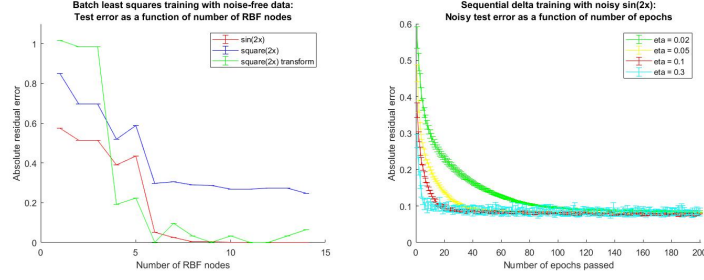 Batch least squares training with noise-free data:
Test error as a function of number of RBF nodes
sin(2x)
square(2x)
square(2x) transform
Absolute residual error
1
0.8
0.6
0.4
0.2
0
0
5
10
15
Number of RBF nodes
Sequential delta training with noisy sin(2x):
Noisy test error as a function of number of epochs
eta = 0.02
eta = 0.05
eta = 0.1
eta = 0.3
Absolute residual error
0.6
0.5
0.4
0.3
0.2
0.1
0
0
20
40
60
80
100
120
140
160
180
200
Number of epochs passed